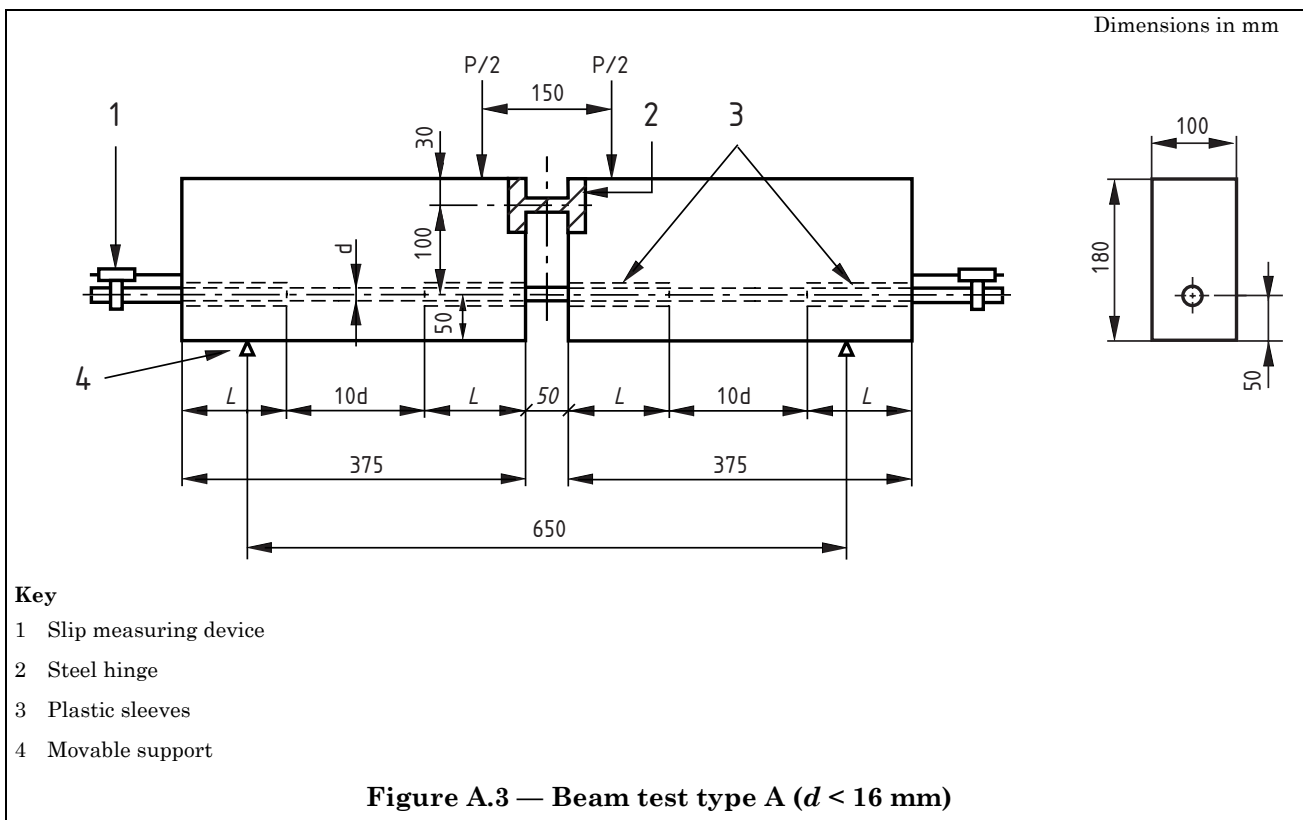 Dimensions in mm
P/2 P/2
150
1 2 3
30
100
d
50
100
180
50
4
L 10d L 50 L 10d L
375 375
650
Key
1 Slip measuring device
2 Steel hinge
3 Plastic sleeves
4 Movable support
Figure A.3 — Beam test type A (d < 16 mm)